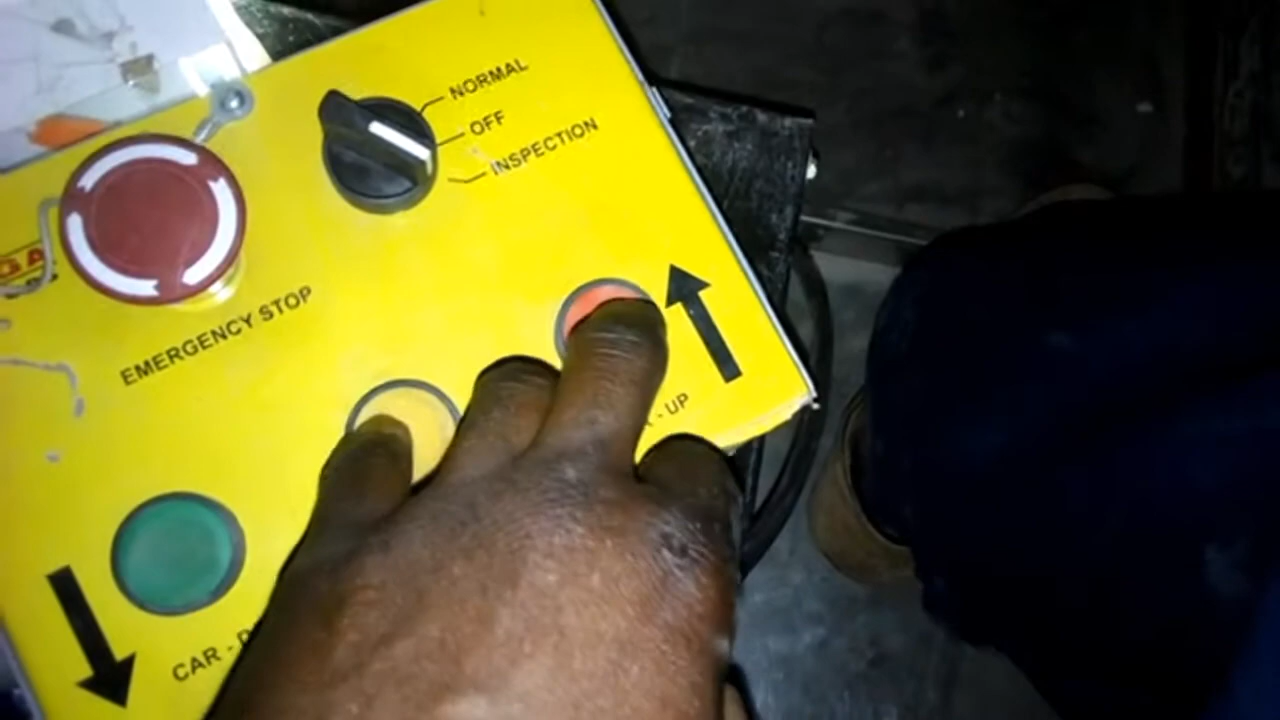 NORMAL
OFF
INSPECTION
EMERGENCY STOP
- UP
CAR -